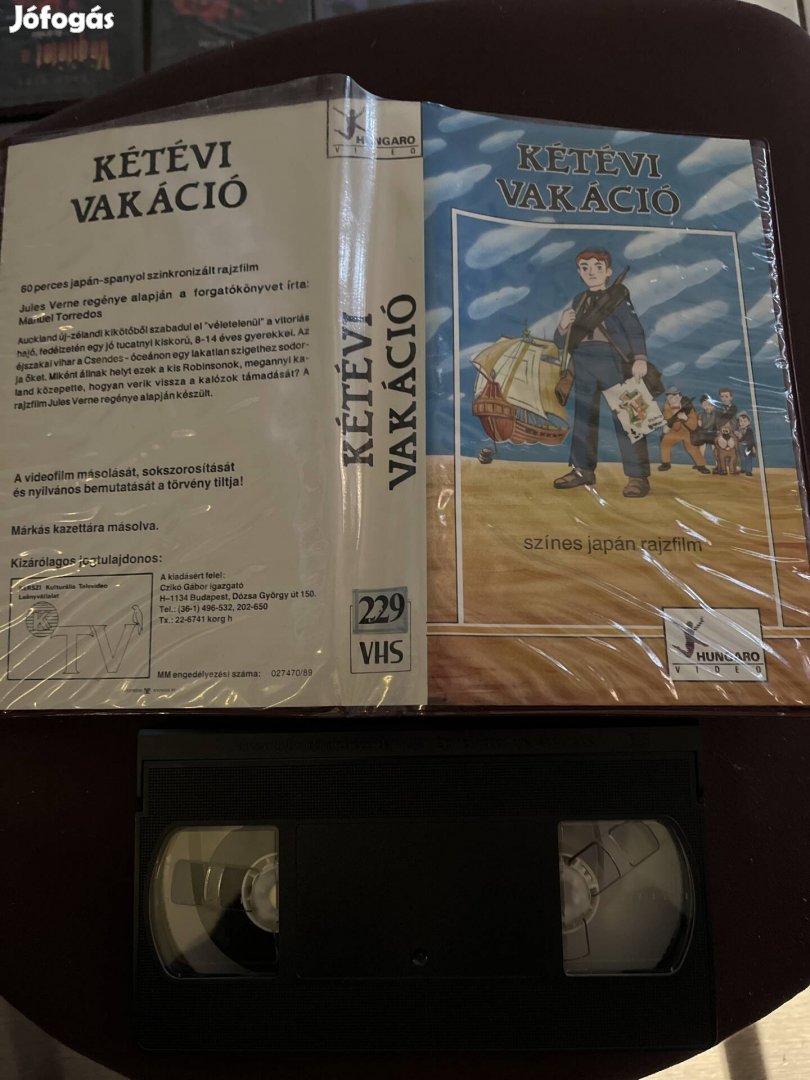 Jófogás
KÉTÉVI
VAKÁCIÓ
60 perces japán-spanyol szinkronizált rajzfilm
Jules Verne regénye alapján a forgatókönyvet írta:
Manuel Torredos
Auckland új-zélandi kikötőből szabadul el "véletelenül" a vitorlás
hajó, fedélzetén egy jó tucatnyi kiskorú, 8-14 éves gyerekkel. Az
éjszakai vihar a Csendes-óceánon egy lakatlan szigethez sodor-
ja őket. Miként állnak helyt ezek a kis Robinsonok, megannyi ka-
land közepette, hogyan verik vissza a kalózok támadását? A
rajzfilm Jules Verne regénye alapján készült.
A videofilm másolását, sokszorosítását
és nyilvános bemutatását a törvény tiltja!
Márkás kazettára másolva.
Kizárólagos jogtulajdonos:
Kulturális Televideo
Leányvállalat
K
TV
A kiadásért felel:
Czikó Gábor igazgató
H-1134 Budapest, Dózsa György út 150.
Tel.: (36-1) 496-532, 202-650
Tx.: 22-6741 korg h
MM engedélyezési száma: 027470/89
HUNGARO
VIDEO
KÉTÉVI
VAKÁCIÓ
229
VHS
KÉTÉVI
VAKÁCIÓ
színes japán rajzfilm
HUNGARO
VIDEO